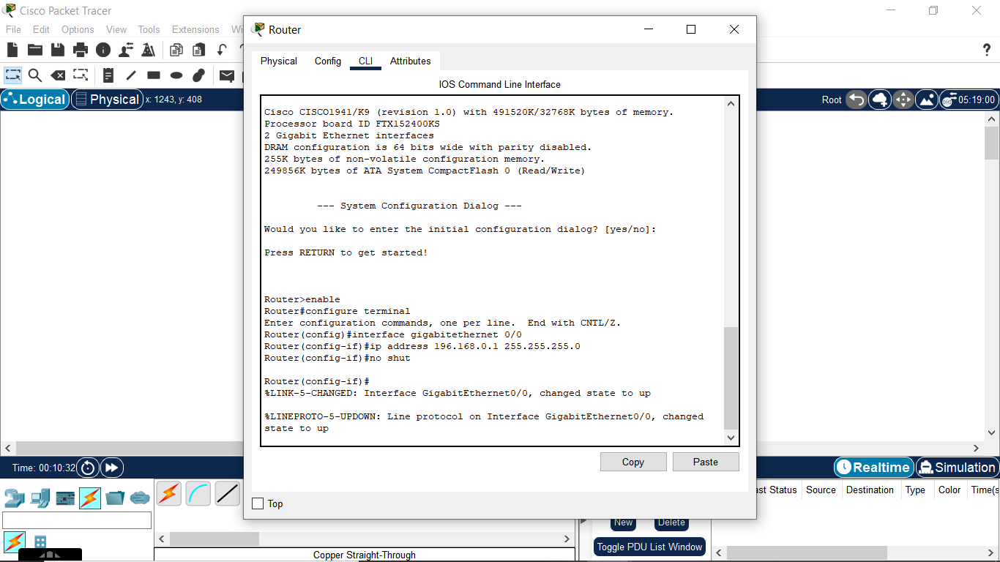 Cisco Packet Tracer
File Edit Options View Tools Extensions
Router
Physical Config CLI Attributes
IOS Command Line Interface
?
Logical Physical x: 1243, y: 408
Root 05:19:00
Cisco CISCO1941/K9 (revision 1.0) with 491520K/32768K bytes of memory.
Processor board ID FTX152400KS
2 Gigabit Ethernet interfaces
DRAM configuration is 64 bits wide with parity disabled.
255K bytes of non-volatile configuration memory.
249856K bytes of ATA System CompactFlash 0 (Read/Write)
--- System Configuration Dialog ---
Would you like to enter the initial configuration dialog? [yes/no]:
Press RETURN to get started!
Router>enable
Router#configure terminal
Enter configuration commands, one per line.  End with CNTL/Z.
Router(config)#interface gigabitethernet 0/0
Router(config-if)#ip address 196.168.0.1 255.255.255.0
Router(config-if)#no shut
Router(config-if)#
%LINK-5-CHANGED: Interface GigabitEthernet0/0, changed state to up
%LINEPROTO-5-UPDOWN: Line protocol on Interface GigabitEthernet0/0, changed
state to up
Copy Paste
Top
Time: 00:10:32
Realtime Simulation
Status Source Destination Type Color
New Delete
Toggle PDU List Window
Copper Straight-Through